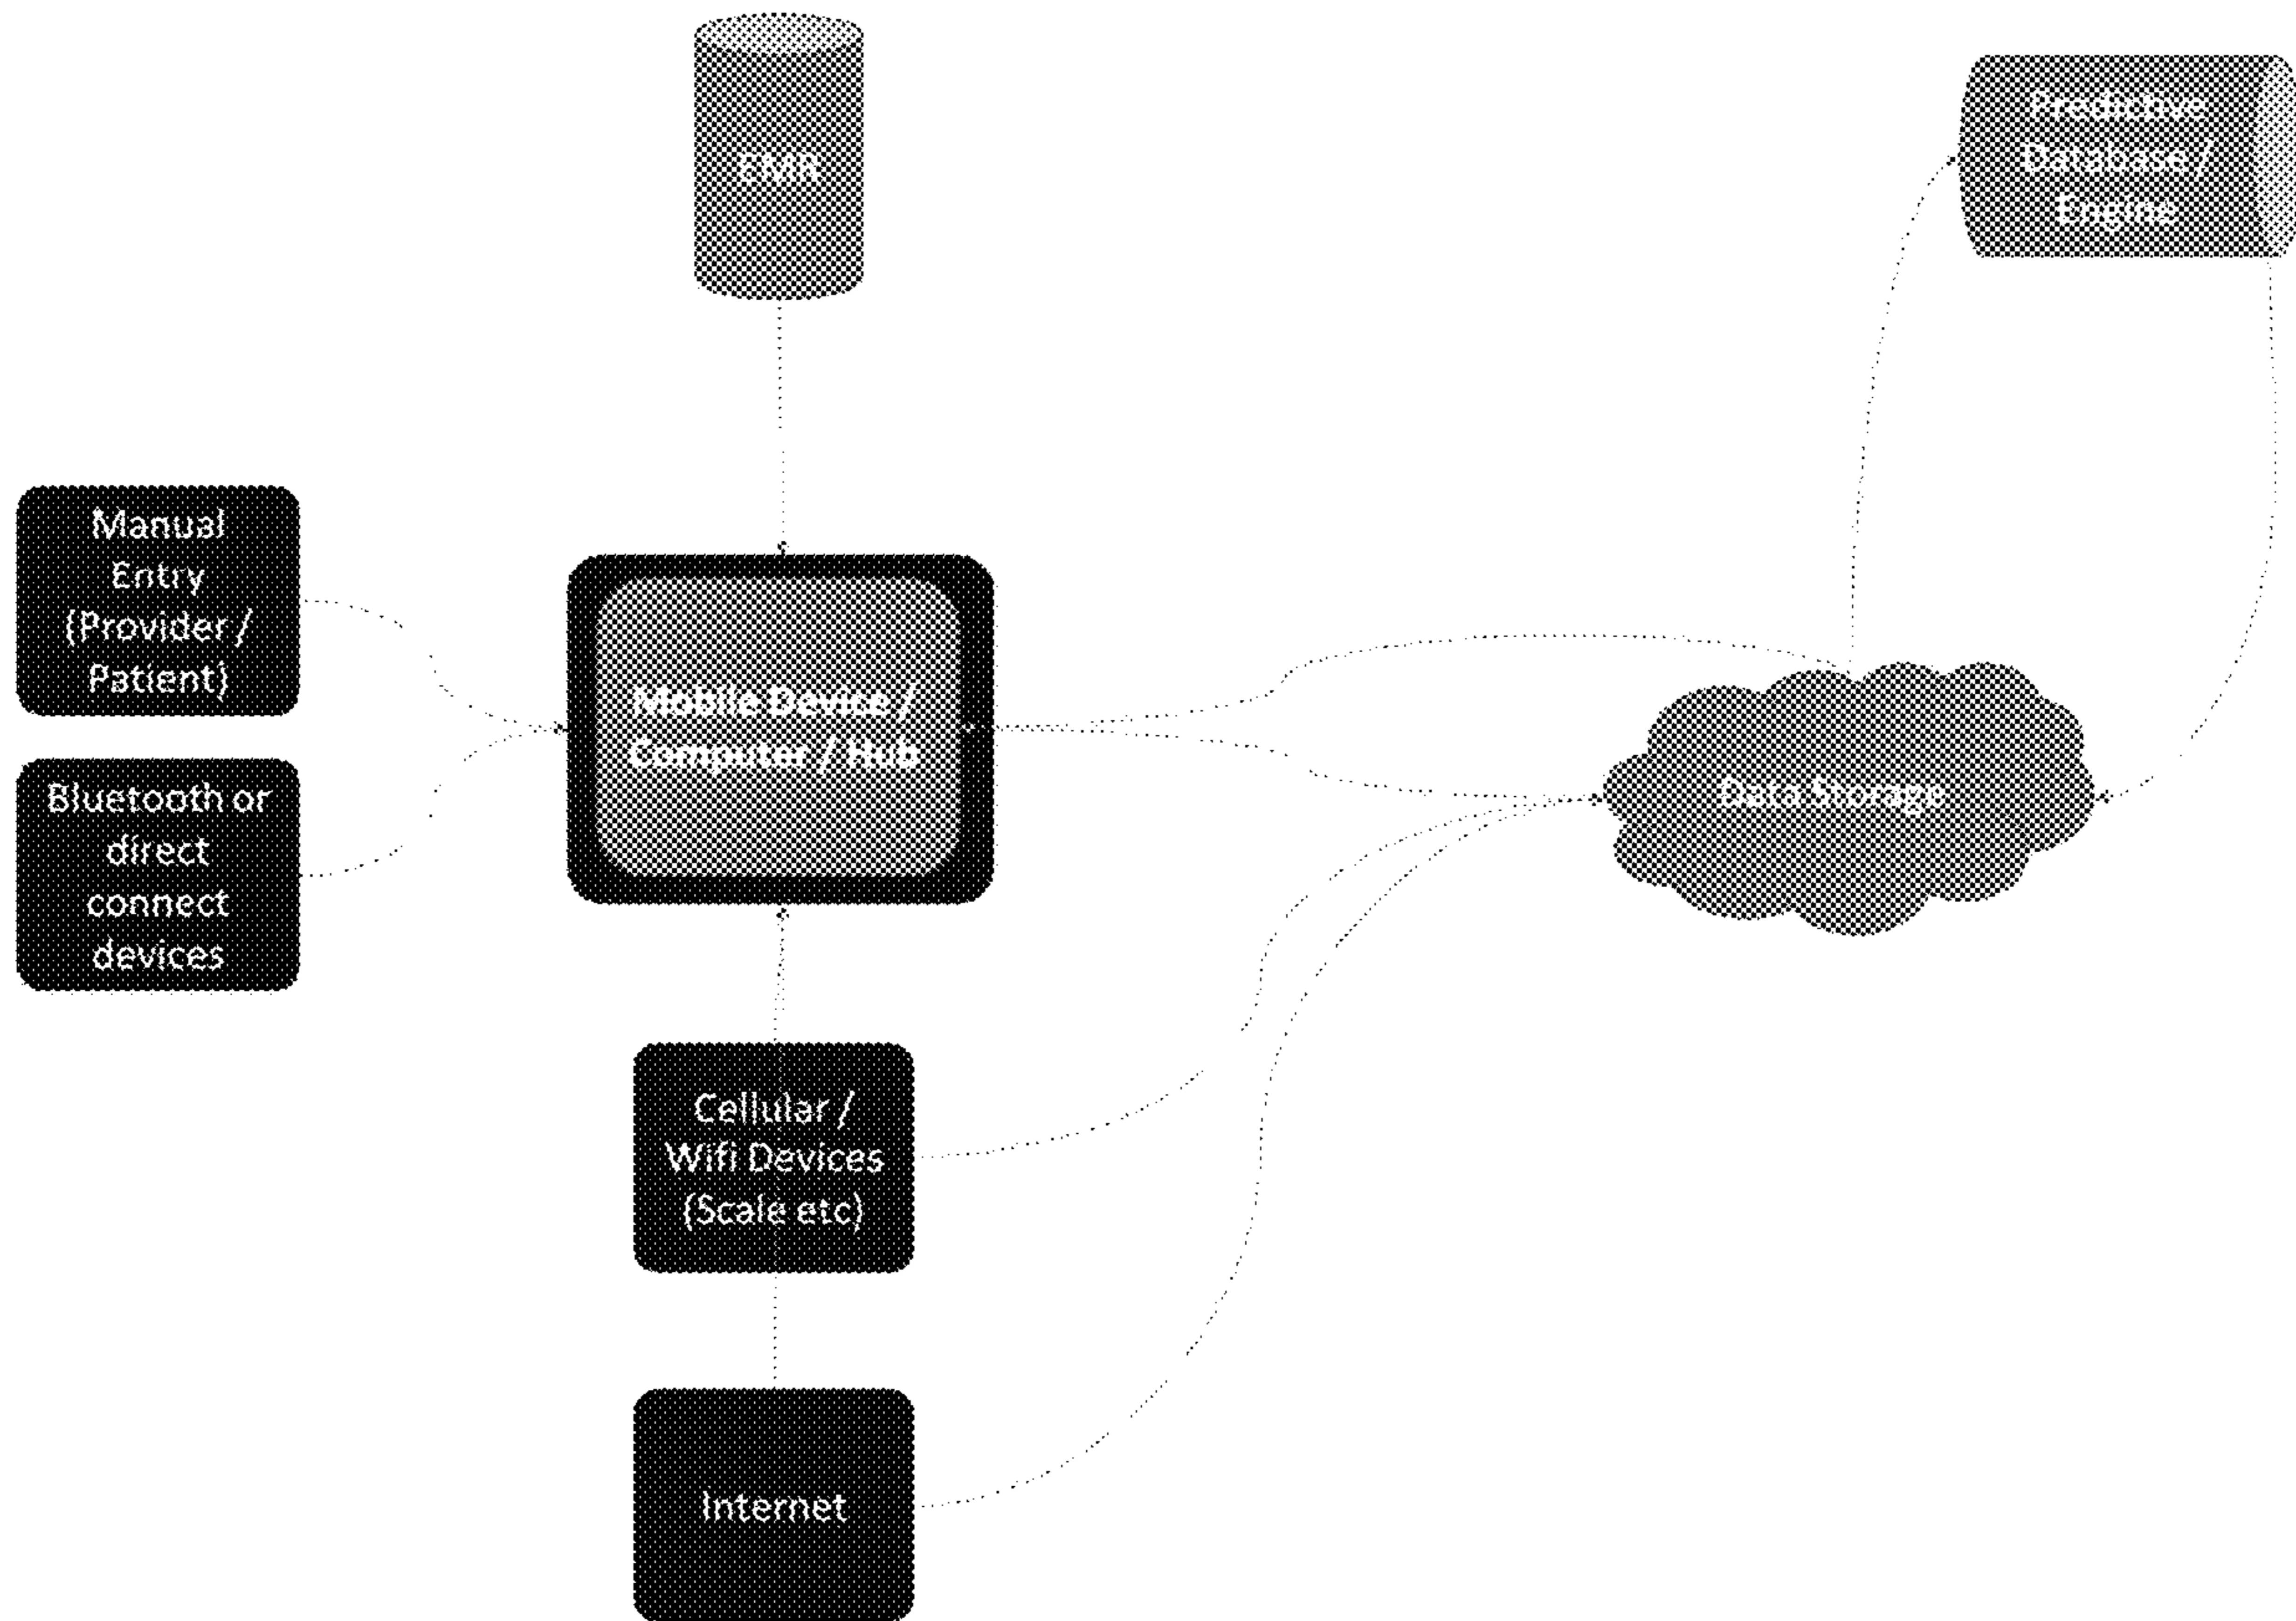 EMR
Predictive
Database /
Engine
Manual
Entry
(Provider /
Patient)
Mobile Device /
Computer / Hub
Bluetooth or
direct
connect
devices
Data Storage
Cellular /
Wifi Devices
(Scale etc)
Internet